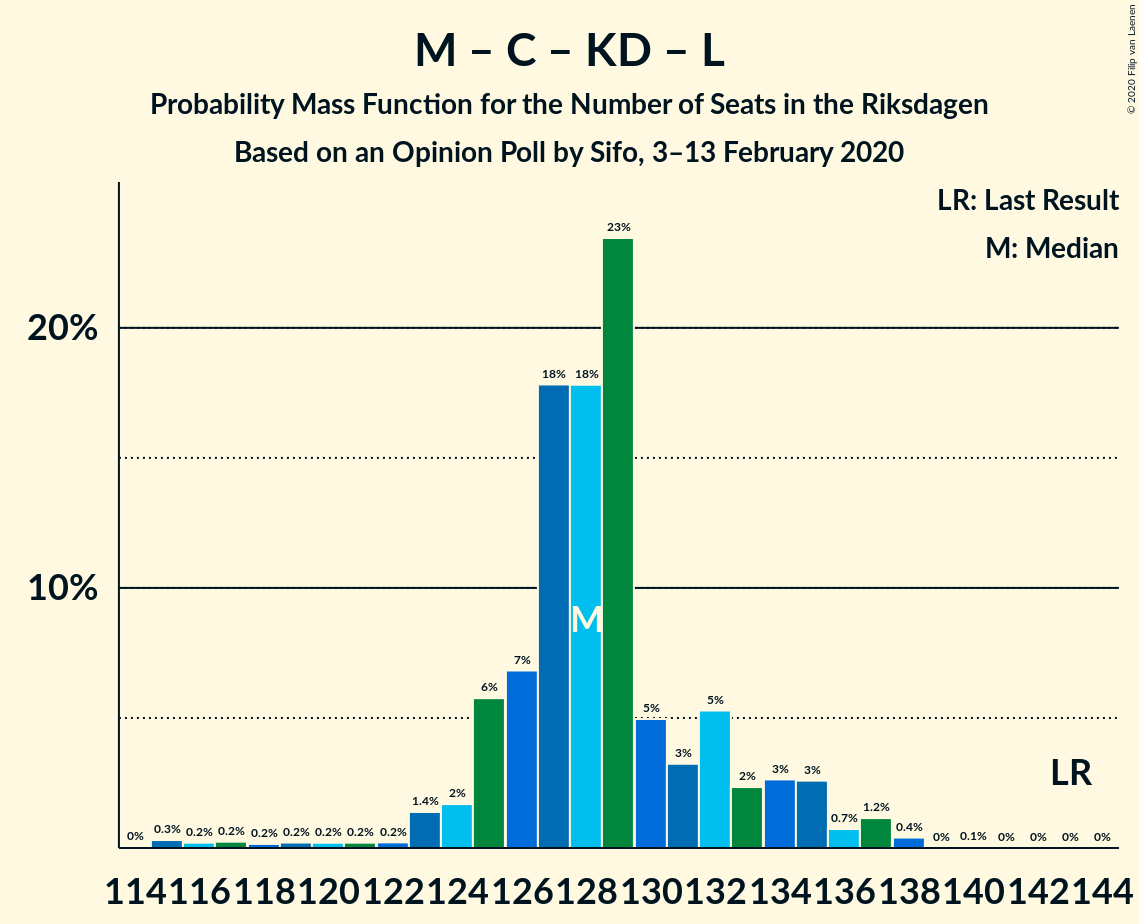 M – C – KD – L
Probability Mass Function for the Number of Seats in the Riksdagen
Based on an Opinion Poll by Sifo, 3–13 February 2020
© 2020 Filip van Laenen
LR: Last Result
M: Median
20%
10%
0% 0.3% 0.2% 0.2% 0.2% 0.2% 0.2% 0.2% 0.2% 1.4% 2% 6% 7% 18% 18% 23% 5% 3% 5% 2% 3% 3% 0.7% 1.2% 0.4% 0% 0.1% 0% 0% 0% 0%
M
LR
114 116 118 120 122 124 126 128 130 132 134 136 138 140 142 144